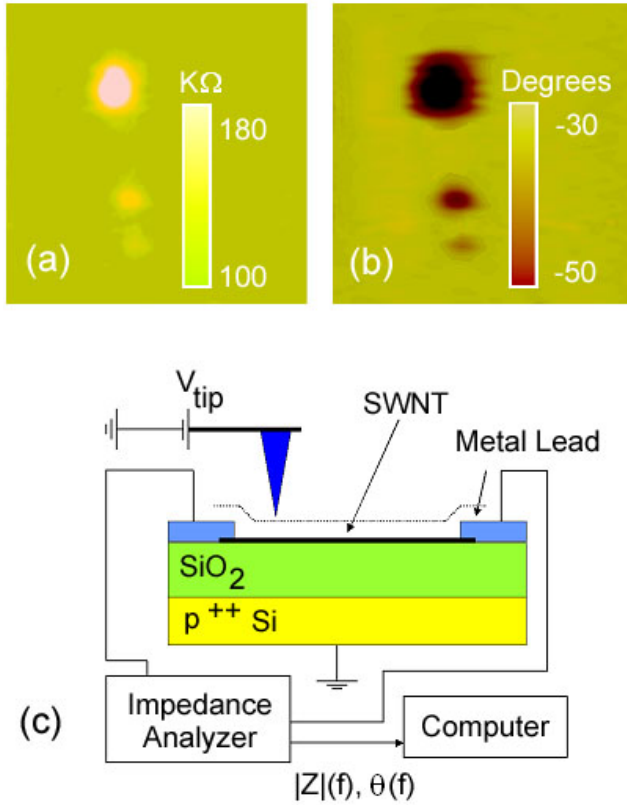 KΩ
180
100
(a)
Degrees
-30
-50
(b)
V_tip
SWNT
Metal Lead
SiO₂
p⁺⁺ Si
(c)
Impedance
Analyzer
Computer
|Z|(f), θ(f)